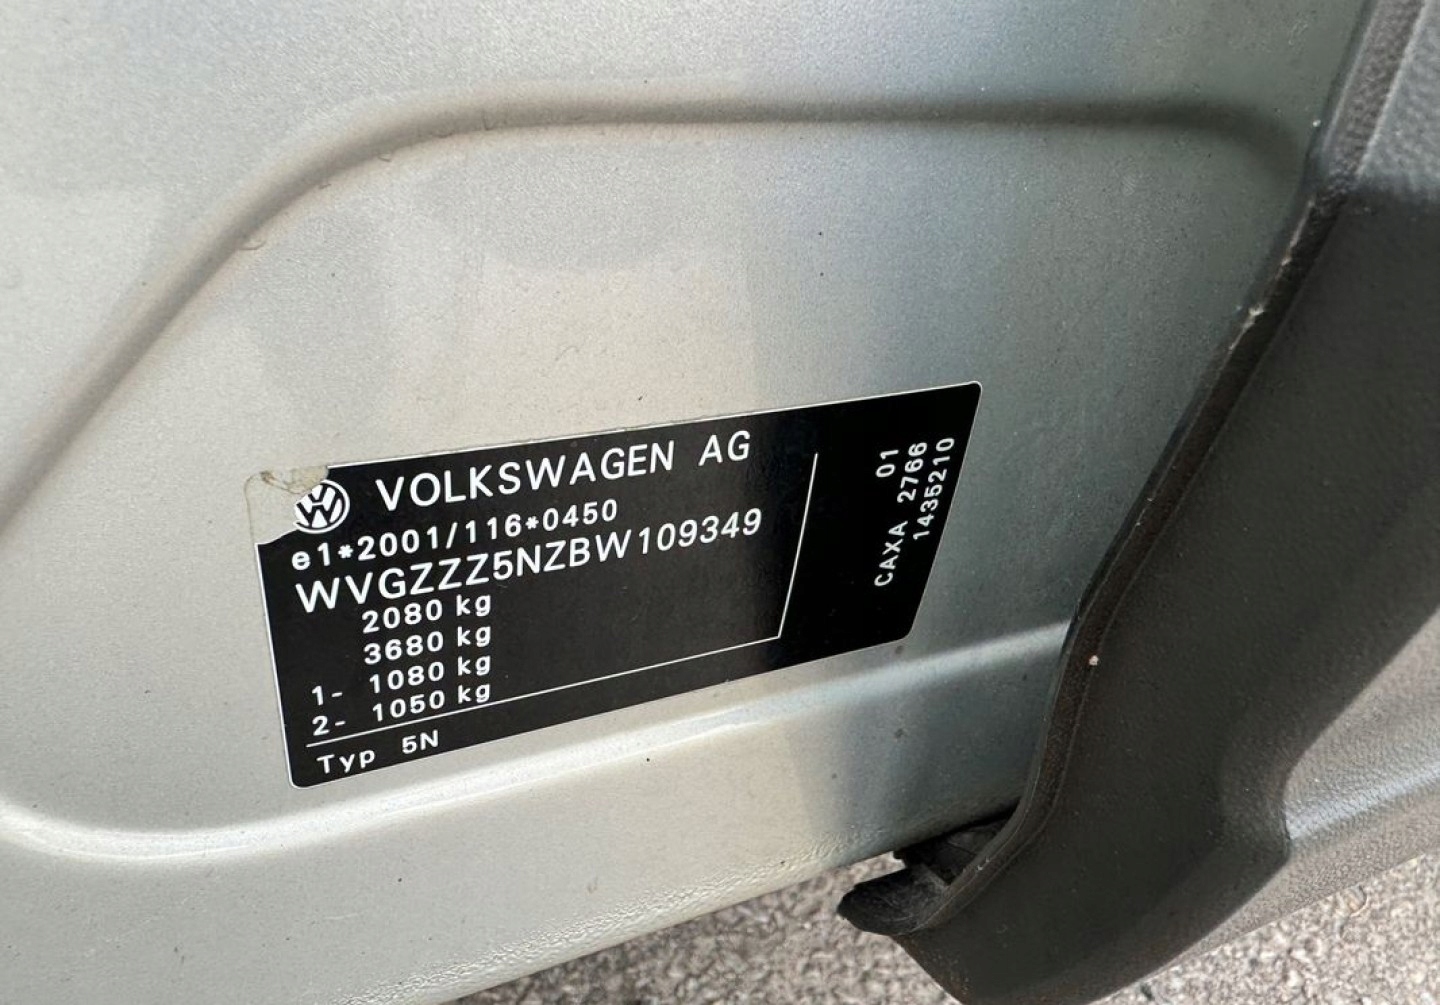 VOLKSWAGEN AG
e1*2001/116*0450
WVGZZZ5NZBW109349
2080 kg
3680 kg
1- 1080 kg
2- 1050 kg
Typ 5N
01
CAXA 2766
1435210